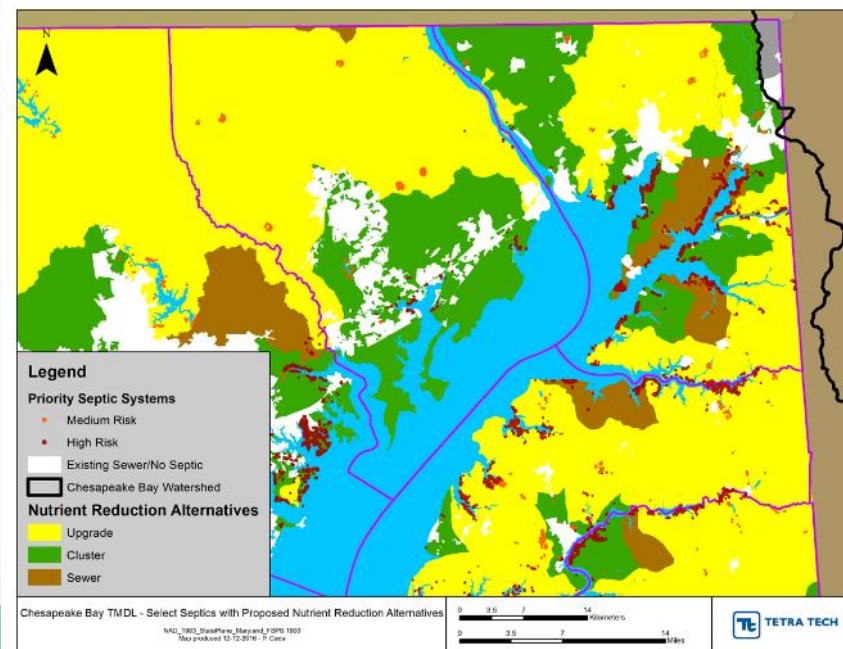 N
Legend
Priority Septic Systems
Medium Risk
High Risk
Existing Sewer/No Septic
Chesapeake Bay Watershed
Nutrient Reduction Alternatives
Upgrade
Cluster
Sewer
Chesapeake Bay TMDL - Select Septics with Proposed Nutrient Reduction Alternatives
NAD_1983_StatePlane_Maryland_FIPS 1900
Map produced 12-12-2016 - P. Cada
0 3.5 7 14
Kilometers
0 3.5 7 14
Miles
Tt TETRA TECH